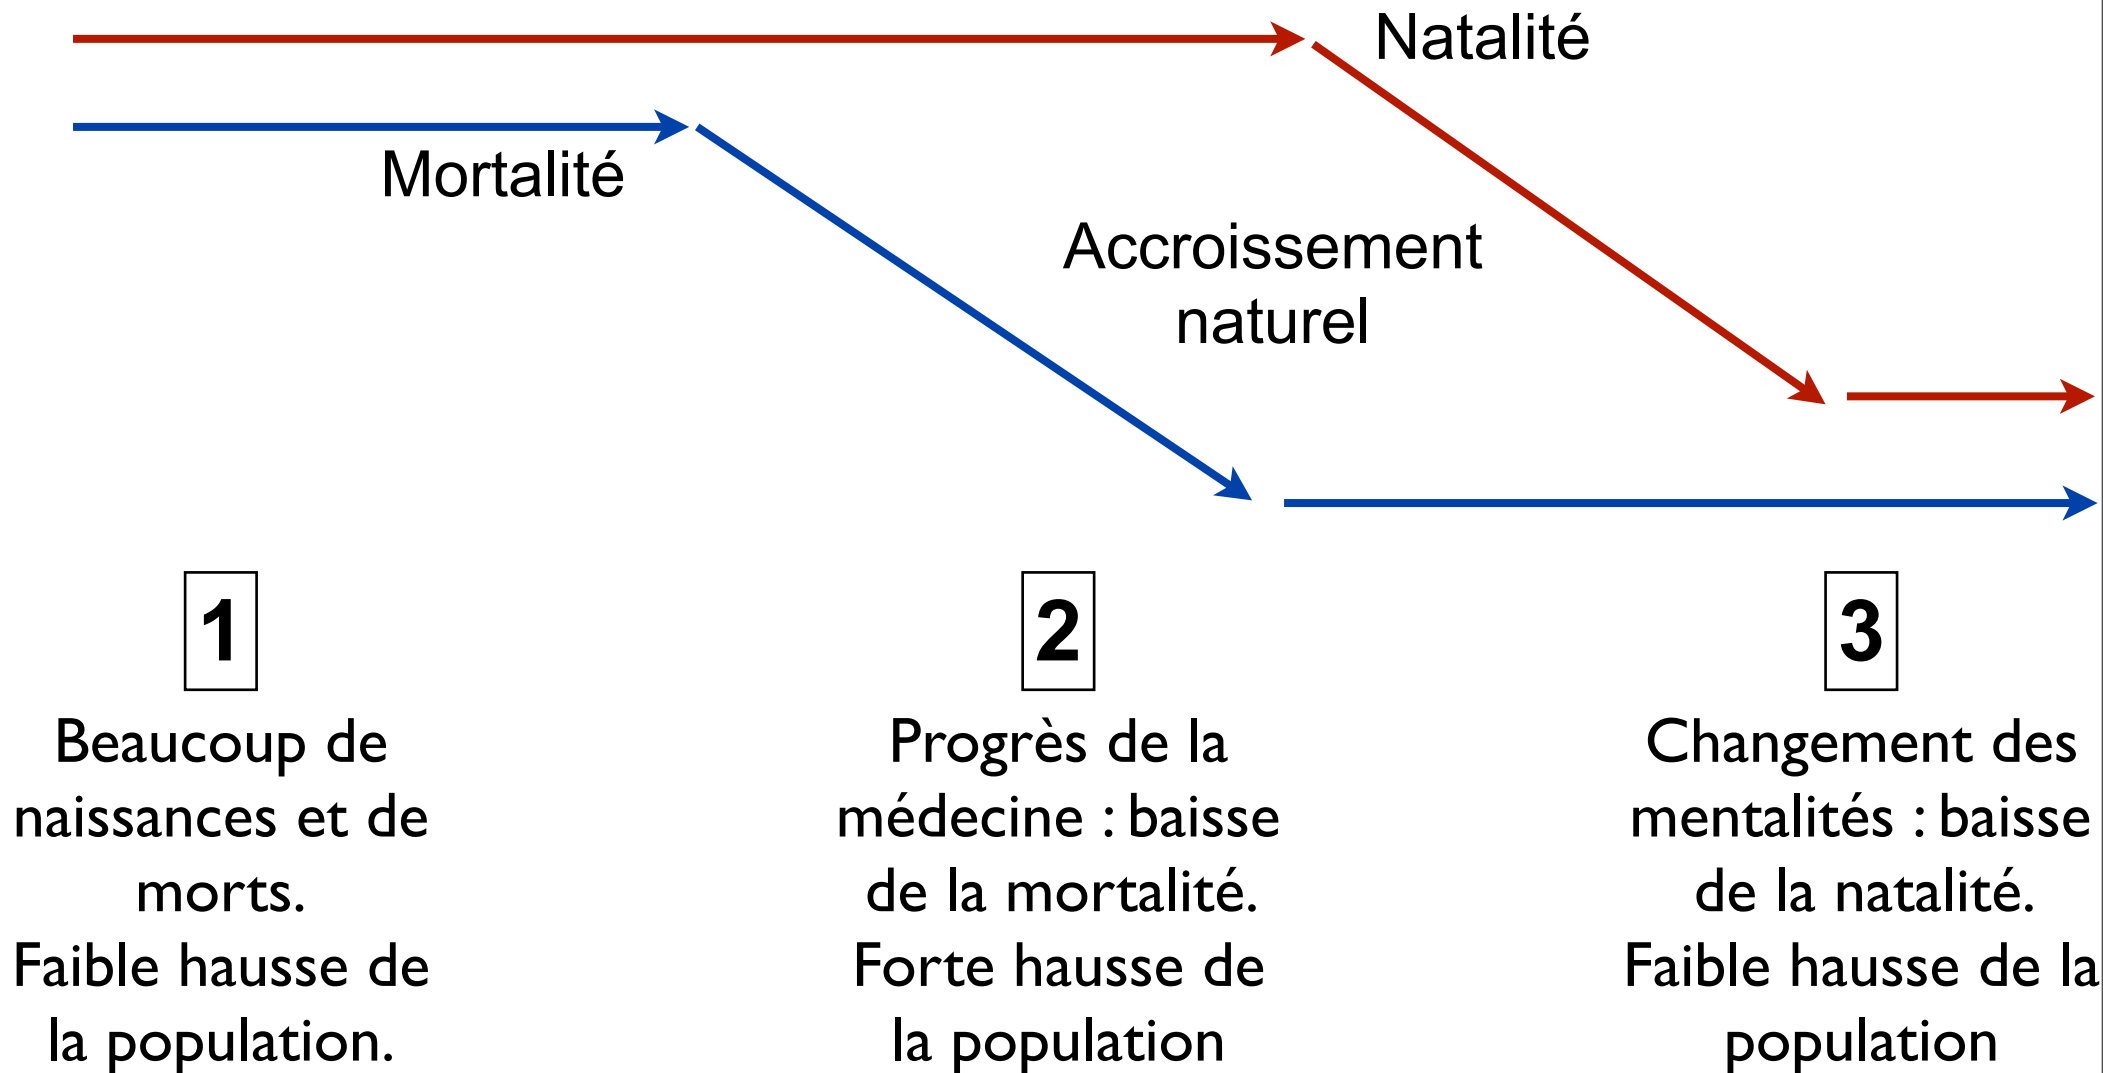 Natalité
Mortalité
Accroissement
naturel
1
Beaucoup de
naissances et de
morts.
Faible hausse de
la population.
2
Progrès de la
médecine : baisse
de la mortalité.
Forte hausse de
la population
3
Changement des
mentalités : baisse
de la natalité.
Faible hausse de la
population